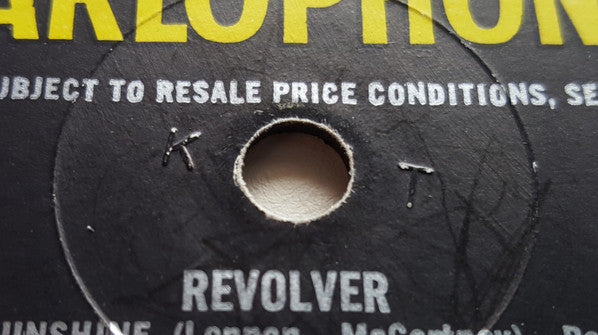 ARLOPHON
UBJECT TO RESALE PRICE CONDITIONS, SE
K T
REVOLVER
UNSHINE (Lennon - McCartney)